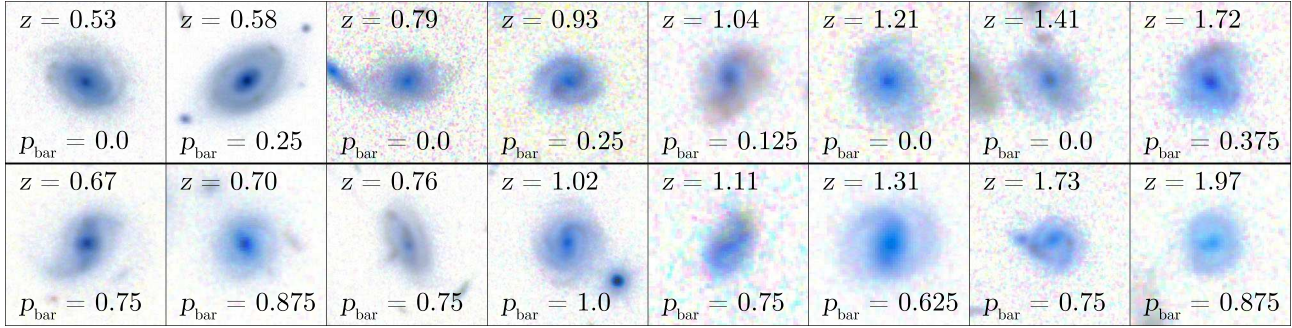 z = 0.53 z = 0.58 z = 0.79 z = 0.93 z = 1.04 z = 1.21 z = 1.41 z = 1.72
p_bar = 0.0 p_bar = 0.25 p_bar = 0.0 p_bar = 0.25 p_bar = 0.125 p_bar = 0.0 p_bar = 0.0 p_bar = 0.375
z = 0.67 z = 0.70 z = 0.76 z = 1.02 z = 1.11 z = 1.31 z = 1.73 z = 1.97
p_bar = 0.75 p_bar = 0.875 p_bar = 0.75 p_bar = 1.0 p_bar = 0.75 p_bar = 0.625 p_bar = 0.75 p_bar = 0.875